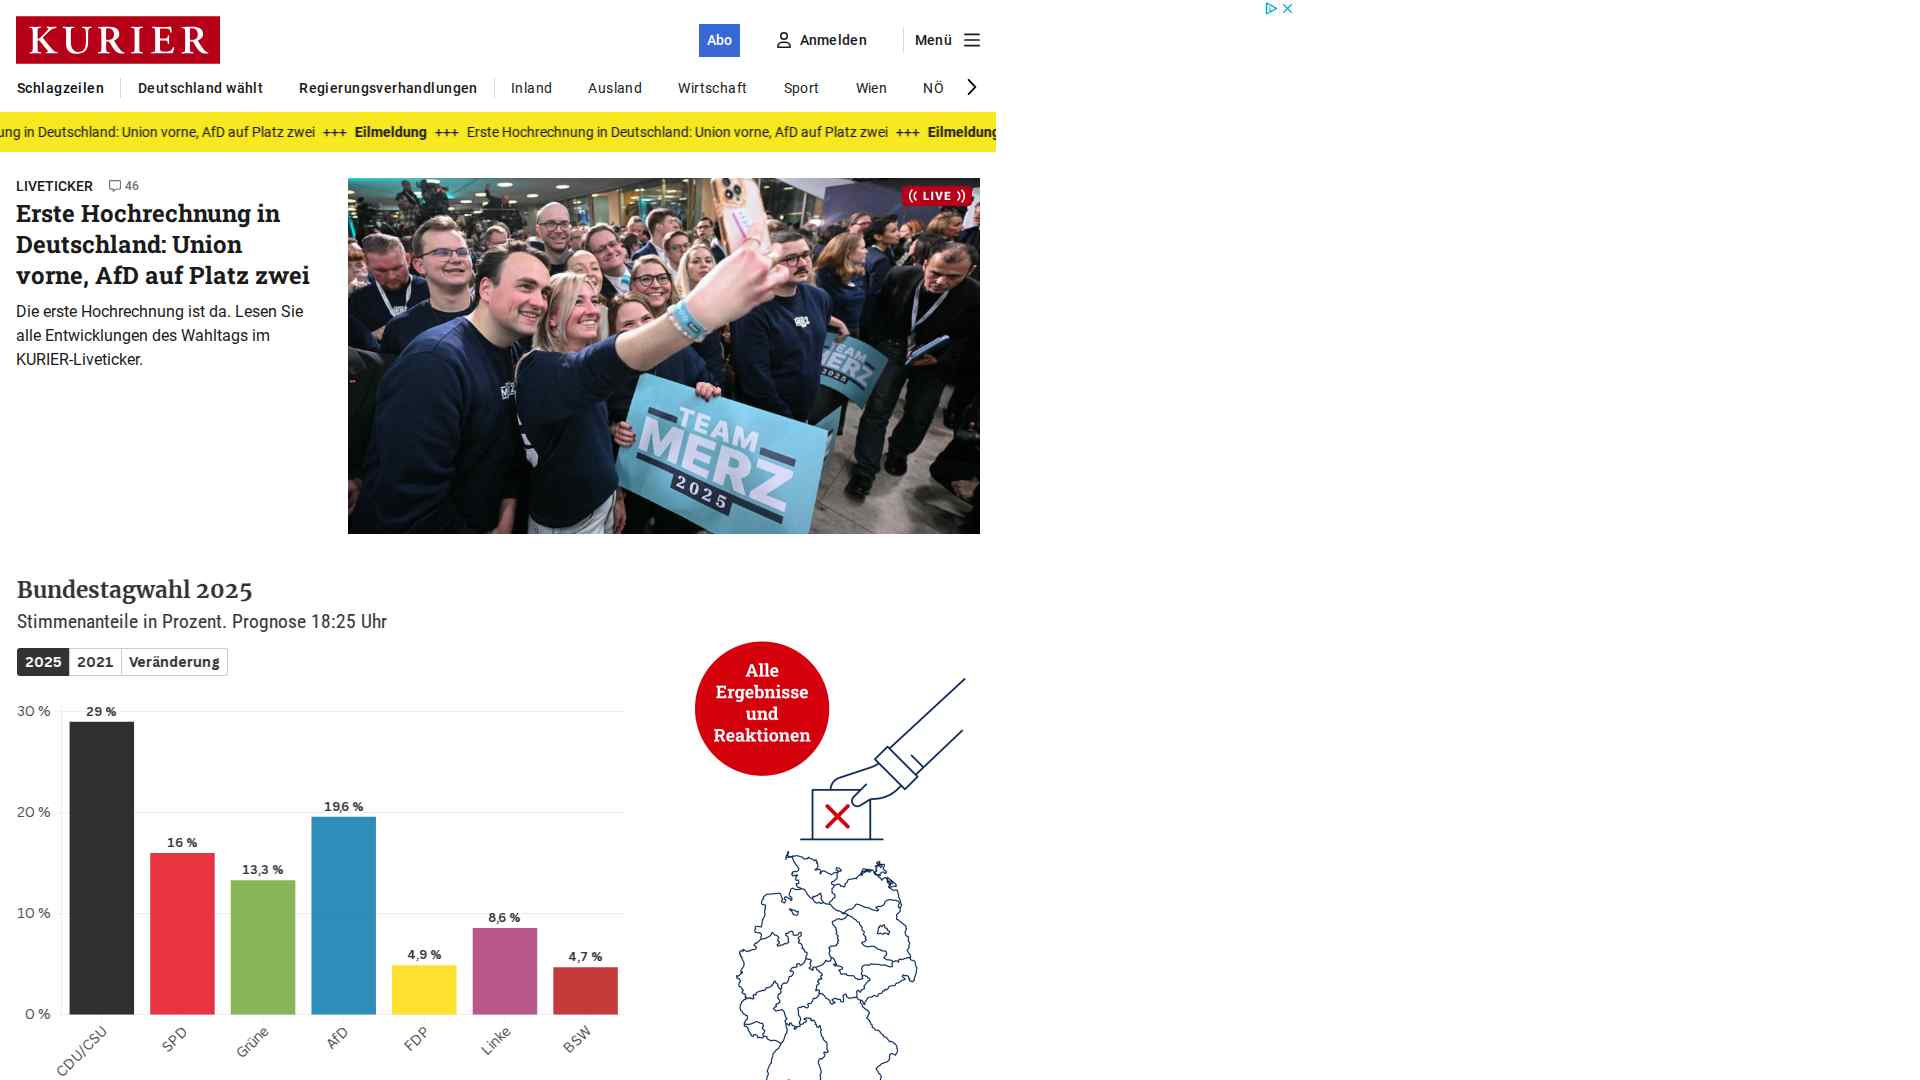 KURIER
Abo
Anmelden
Menü
Schlagzeilen
Deutschland wählt
Regierungsverhandlungen
Inland
Ausland
Wirtschaft
Sport
Wien
NÖ
ung in Deutschland: Union vorne, AfD auf Platz zwei +++ Eilmeldung +++ Erste Hochrechnung in Deutschland: Union vorne, AfD auf Platz zwei +++ Eilmeldung
LIVETICKER 46
Erste Hochrechnung in
Deutschland: Union
vorne, AfD auf Platz zwei
Die erste Hochrechnung ist da. Lesen Sie
alle Entwicklungen des Wahltags im
KURIER-Liveticker.
LIVE
TEAM
MERZ
2025
TEAM
MERZ
2025
Bundestagwahl 2025
Stimmenanteile in Prozent. Prognose 18:25 Uhr
2025 2021 Veränderung
30 %
20 %
10 %
0 %
29 %
16 %
13,3 %
19,6 %
4,9 %
8,6 %
4,7 %
CDU/CSU
SPD
Grüne
AfD
FDP
Linke
BSW
Alle
Ergebnisse
und
Reaktionen